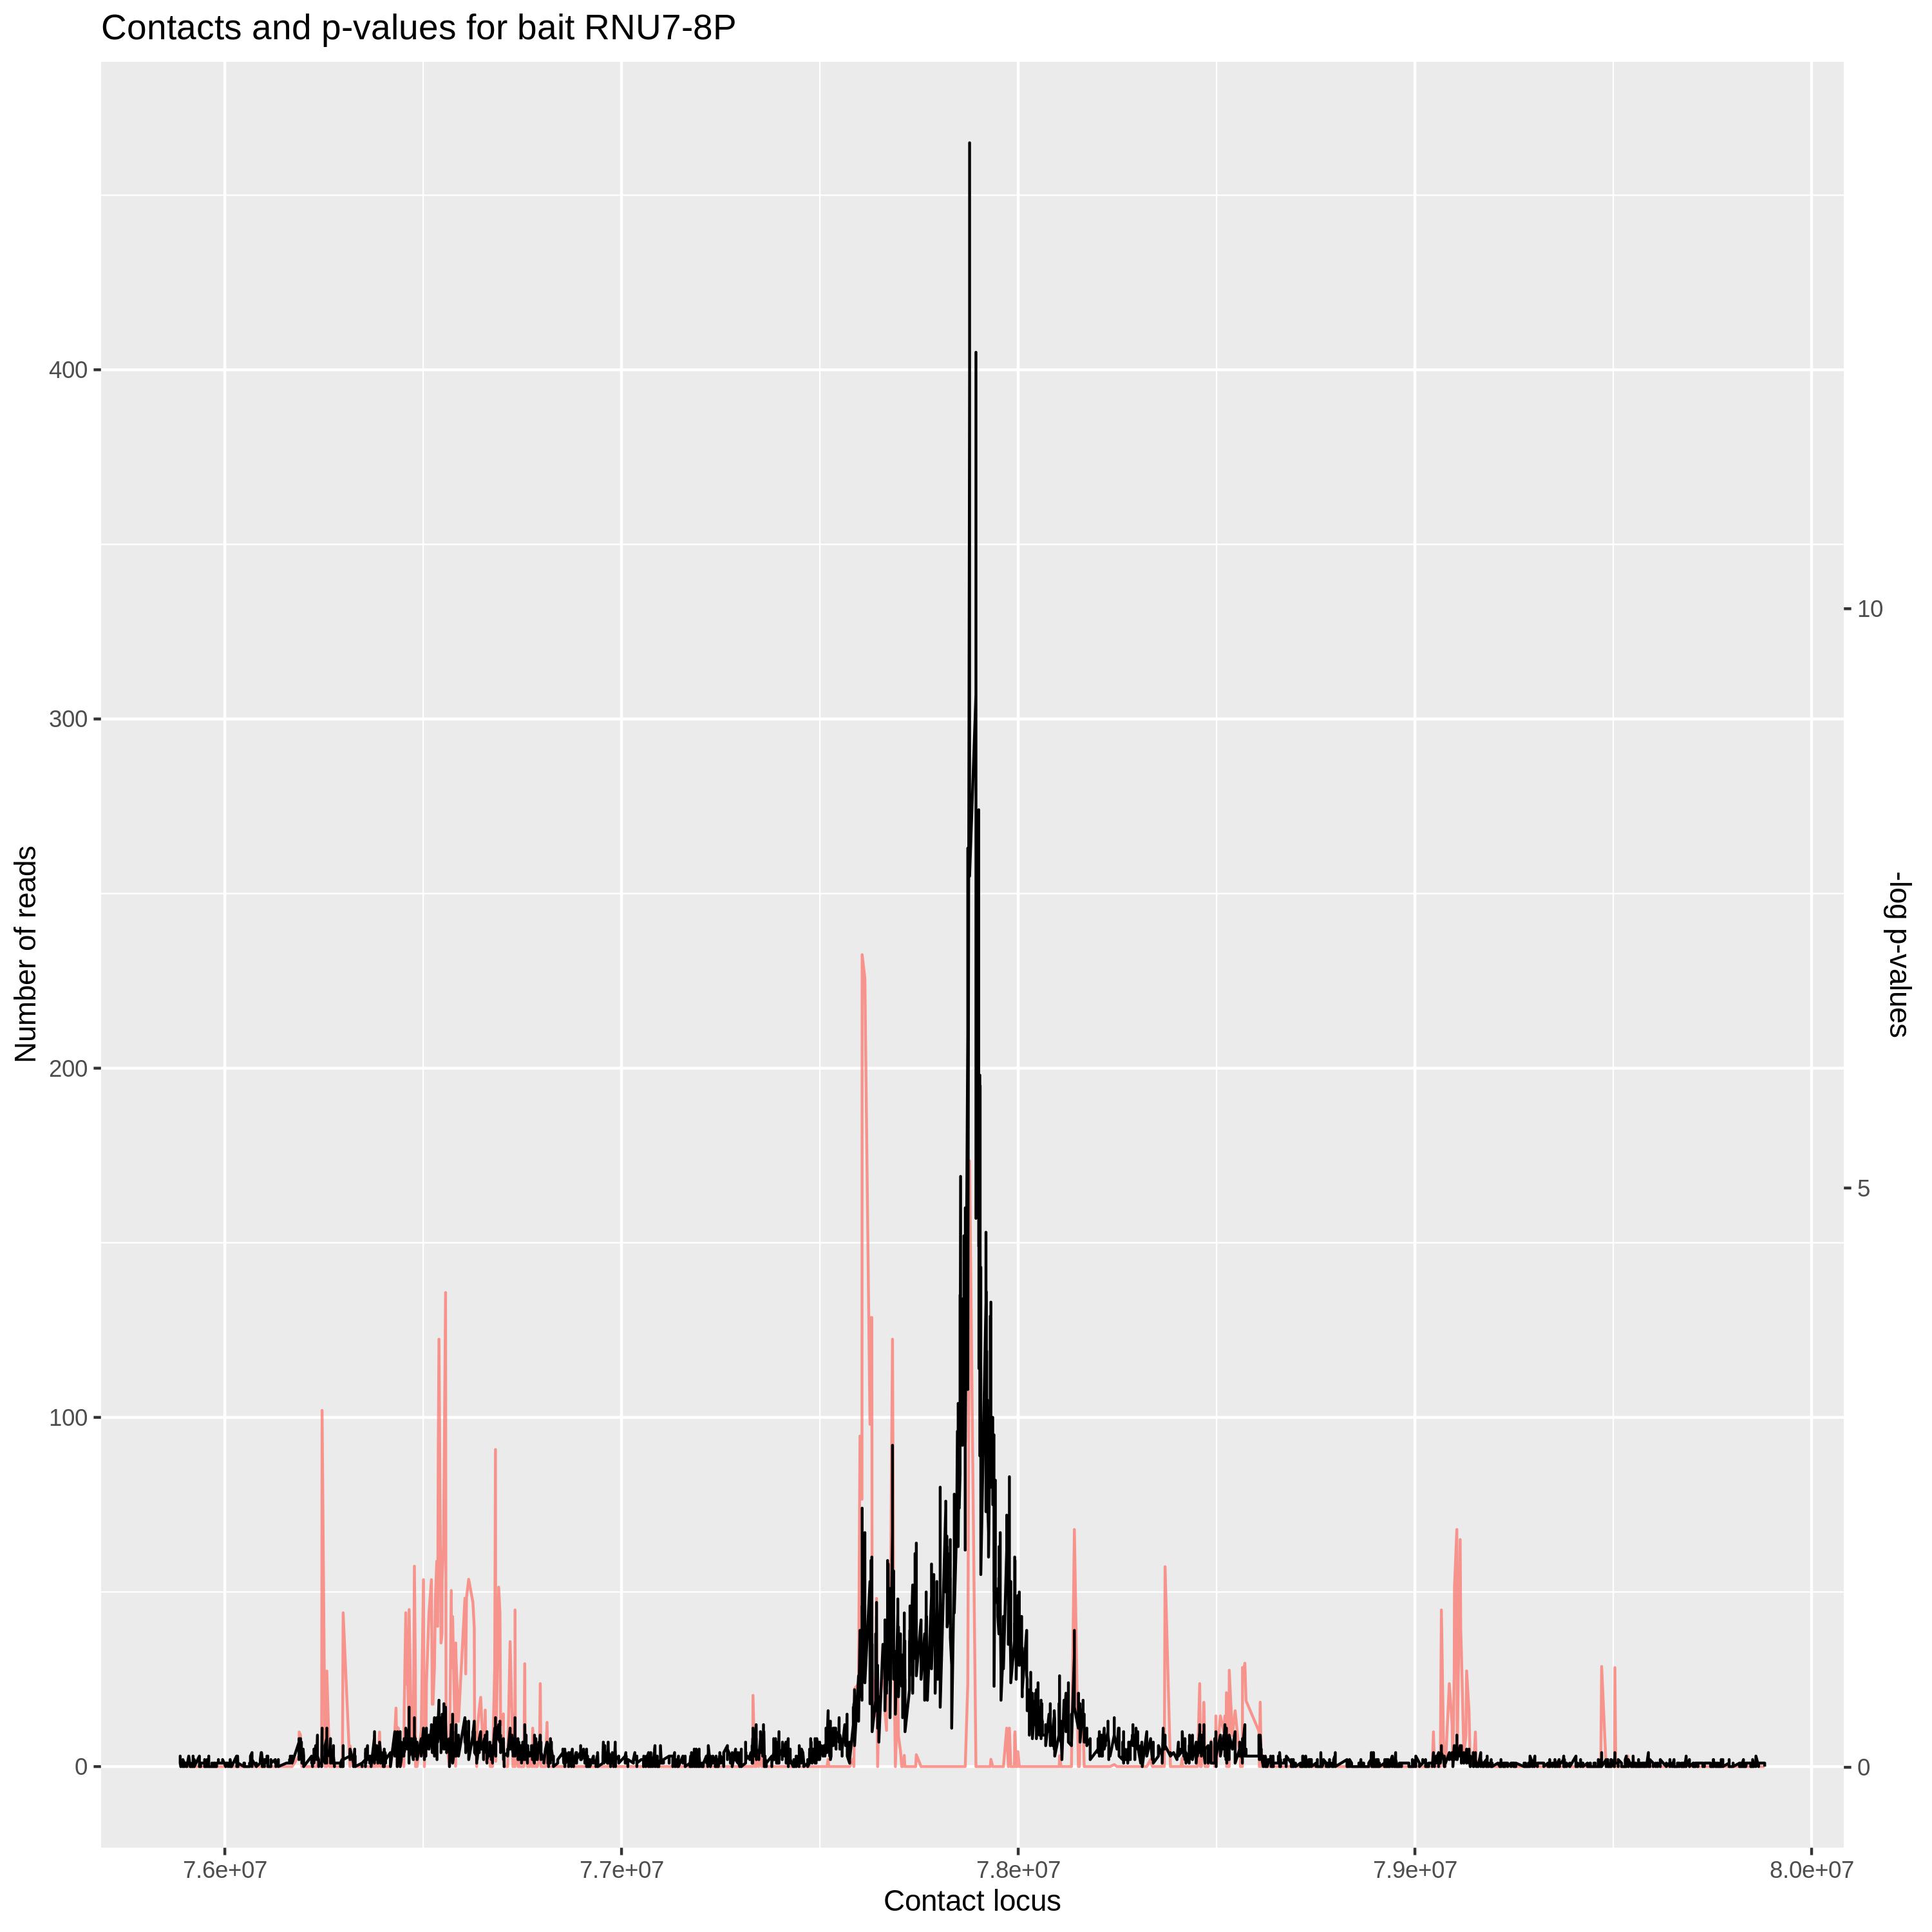 Contacts and p-values for bait RNU7-8P
Number of reads
400
300
200
100
0
10
5
0
-log p-values
7.6e+07
7.7e+07
7.8e+07
7.9e+07
8.0e+07
Contact locus